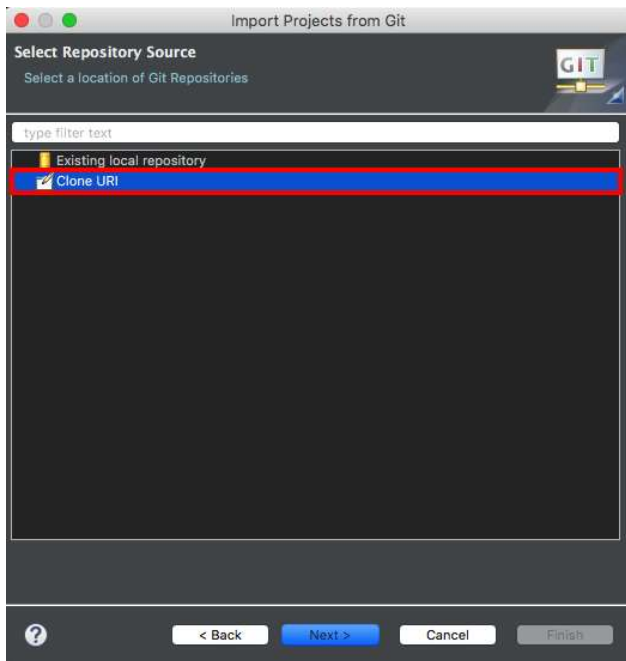 Import Projects from Git
Select Repository Source
Select a location of Git Repositories
GIT
type filter text
Existing local repository
Clone URI
?
< Back
Next >
Cancel
Finish